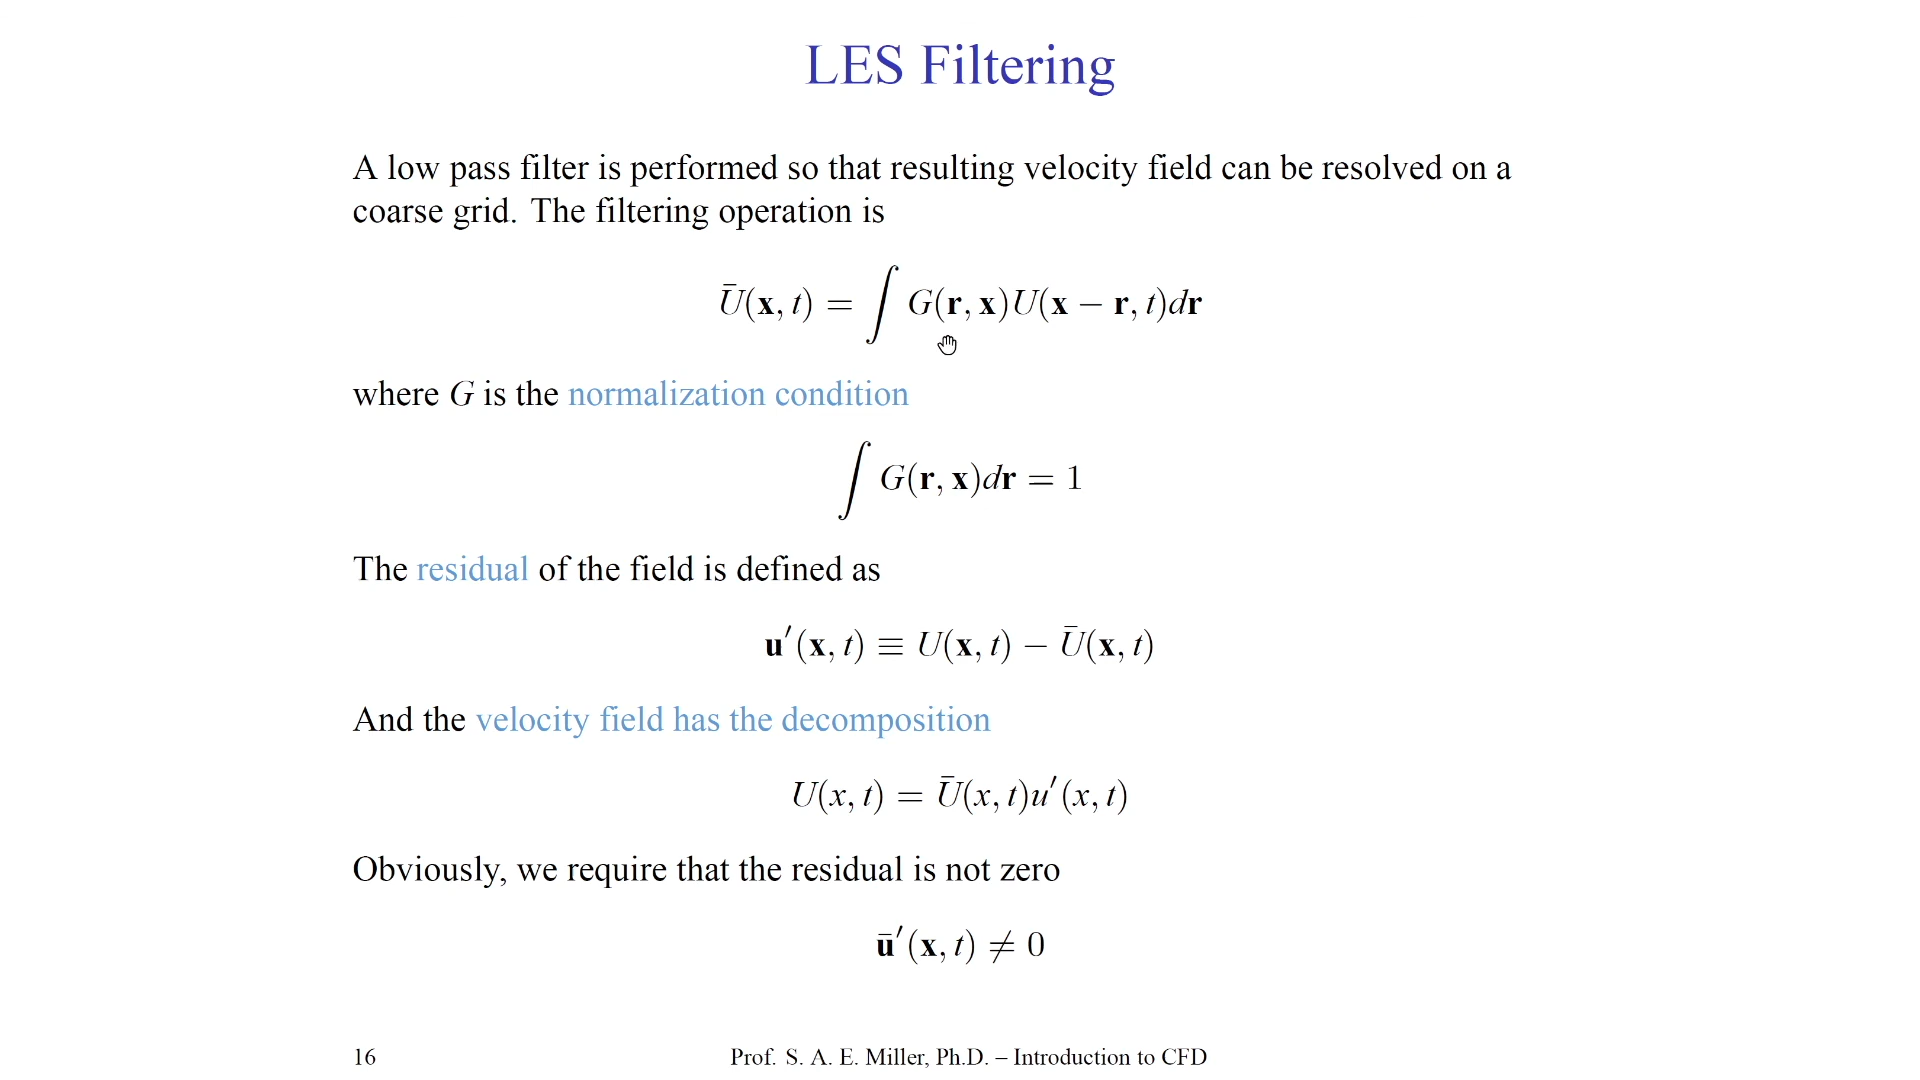 LES Filtering
A low pass filter is performed so that resulting velocity field can be resolved on a
coarse grid. The filtering operation is
Ū(𝐱, t) = ∫ G(𝐫, 𝐱)U(𝐱 − 𝐫, t)d𝐫
where G is the normalization condition
∫ G(𝐫, 𝐱)d𝐫 = 1
The residual of the field is defined as
𝐮′(𝐱, t) ≡ U(𝐱, t) − Ū(𝐱, t)
And the velocity field has the decomposition
U(x, t) = Ū(x, t)u′(x, t)
Obviously, we require that the residual is not zero
𝐮̄′(𝐱, t) ≠ 0
16 Prof. S. A. E. Miller, Ph.D. – Introduction to CFD